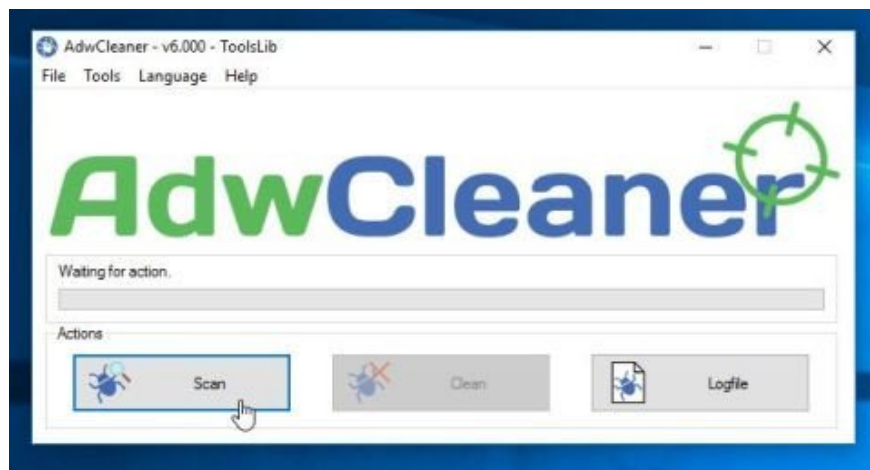 AdwCleaner - v6.000 - ToolsLib
File Tools Language Help
AdwCleaner
Waiting for action.
Actions
Scan Clean Logfile